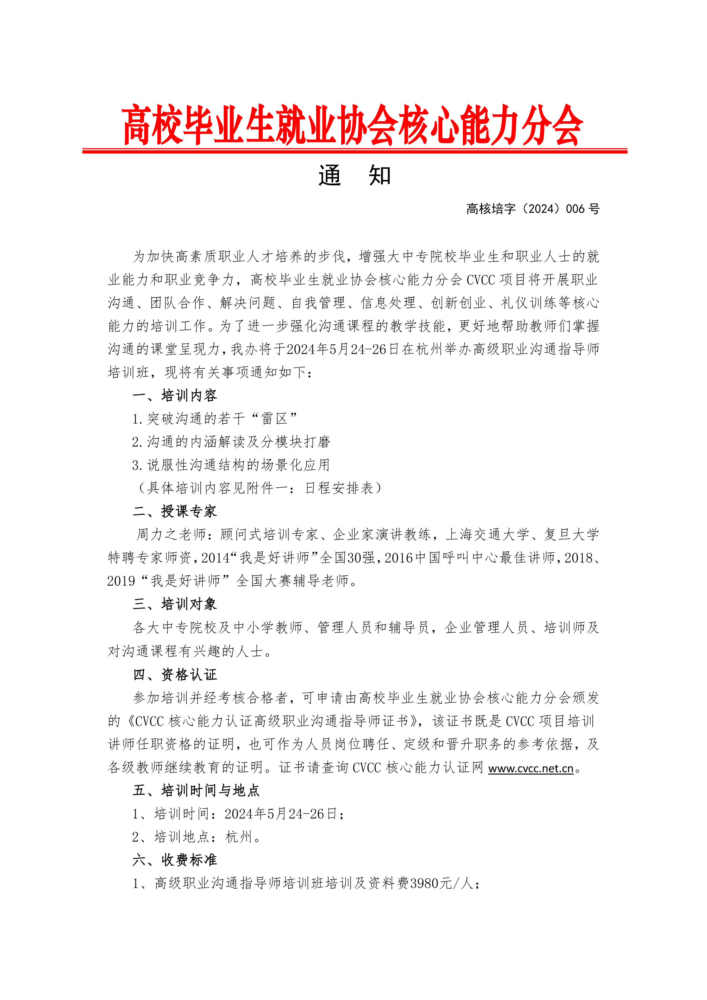 高校毕业生就业协会核心能力分会
通 知
高核培字（2024）006 号
为加快高素质职业人才培养的步伐，增强大中专院校毕业生和职业人士的就
业能力和职业竞争力，高校毕业生就业协会核心能力分会 CVCC 项目将开展职业
沟通、团队合作、解决问题、自我管理、信息处理、创新创业、礼仪训练等核心
能力的培训工作。为了进一步强化沟通课程的教学技能，更好地帮助教师们掌握
沟通的课堂呈现力，我办将于2024年5月24-26日在杭州举办高级职业沟通指导师
培训班，现将有关事项通知如下：
一、培训内容
1.突破沟通的若干“雷区”
2.沟通的内涵解读及分模块打磨
3.说服性沟通结构的场景化应用
（具体培训内容见附件一：日程安排表）
二、授课专家
周力之老师：顾问式培训专家、企业家演讲教练，上海交通大学、复旦大学
特聘专家师资，2014“我是好讲师”全国30强，2016中国呼叫中心最佳讲师，2018、
2019“我是好讲师”全国大赛辅导老师。
三、培训对象
各大中专院校及中小学教师、管理人员和辅导员，企业管理人员、培训师及
对沟通课程有兴趣的人士。
四、资格认证
参加培训并经考核合格者，可申请由高校毕业生就业协会核心能力分会颁发
的《CVCC 核心能力认证高级职业沟通指导师证书》，该证书既是 CVCC 项目培训
讲师任职资格的证明，也可作为人员岗位聘任、定级和晋升职务的参考依据，及
各级教师继续教育的证明。证书请查询 CVCC 核心能力认证网 www.cvcc.net.cn。
五、培训时间与地点
1、培训时间：2024年5月24-26日；
2、培训地点：杭州。
六、收费标准
1、高级职业沟通指导师培训班培训及资料费3980元/人；